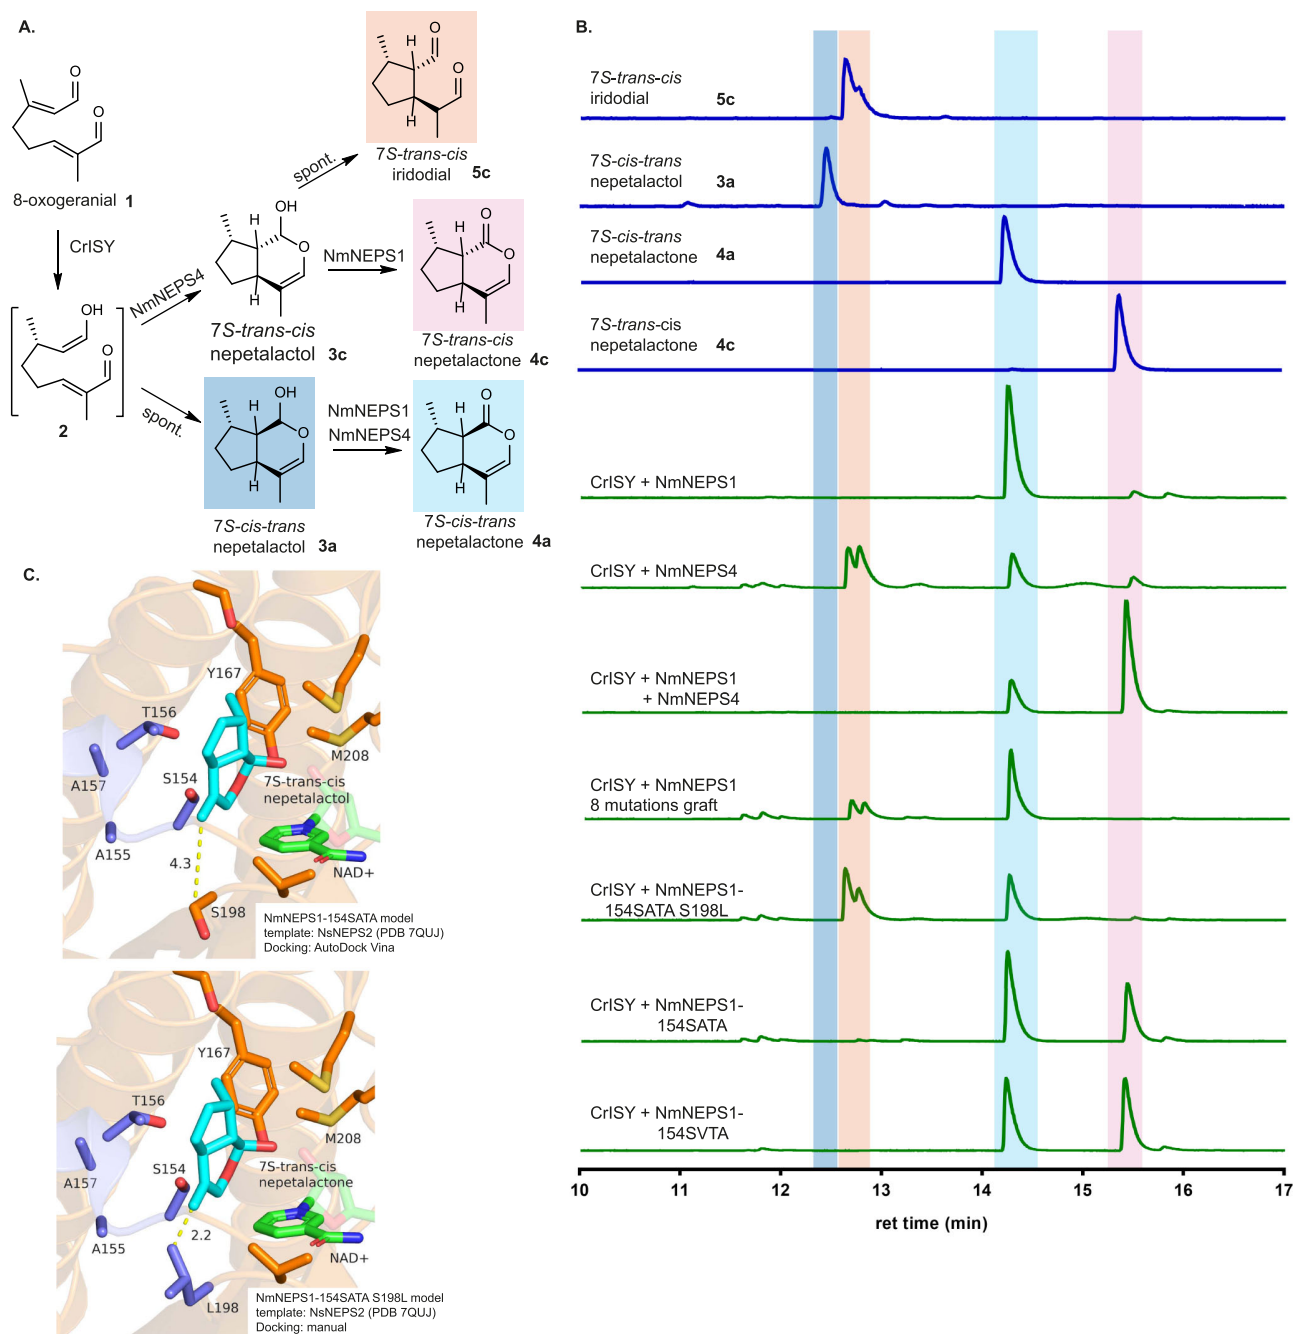 A.
O
O
8-oxogeranial 1
CrISY
OH
O
2
NmNEPS4
spont.
spont.
H
O
O
H
7S-trans-cis
iridodial 5c
OH
H
O
H
7S-trans-cis
nepetalactol 3c
NmNEPS1
O
H
O
H
7S-trans-cis
nepetalactone 4c
OH
H
O
H
7S-cis-trans
nepetalactol 3a
NmNEPS1
NmNEPS4
O
H
O
H
7S-cis-trans
nepetalactone 4a
B.
7S-trans-cis
iridodial 5c
7S-cis-trans
nepetalactol 3a
7S-cis-trans
nepetalactone 4a
7S-trans-cis
nepetalactone 4c
CrISY + NmNEPS1
CrISY + NmNEPS4
CrISY + NmNEPS1
+ NmNEPS4
CrISY + NmNEPS1
8 mutations graft
CrISY + NmNEPS1-
154SATA S198L
CrISY + NmNEPS1-
154SATA
CrISY + NmNEPS1-
154SVTA
10 11 12 13 14 15 16 17
ret time (min)
C.
Y167
T156
M208
A157
S154
7S-trans-cis
nepetalactol
A155
4.3
NAD+
S198
NmNEPS1-154SATA model
template: NsNEPS2 (PDB 7QUJ)
Docking: AutoDock Vina
Y167
T156
M208
A157
S154
7S-trans-cis
nepetalactone
A155
2.2
NAD+
L198
NmNEPS1-154SATA S198L model
template: NsNEPS2 (PDB 7QUJ)
Docking: manual